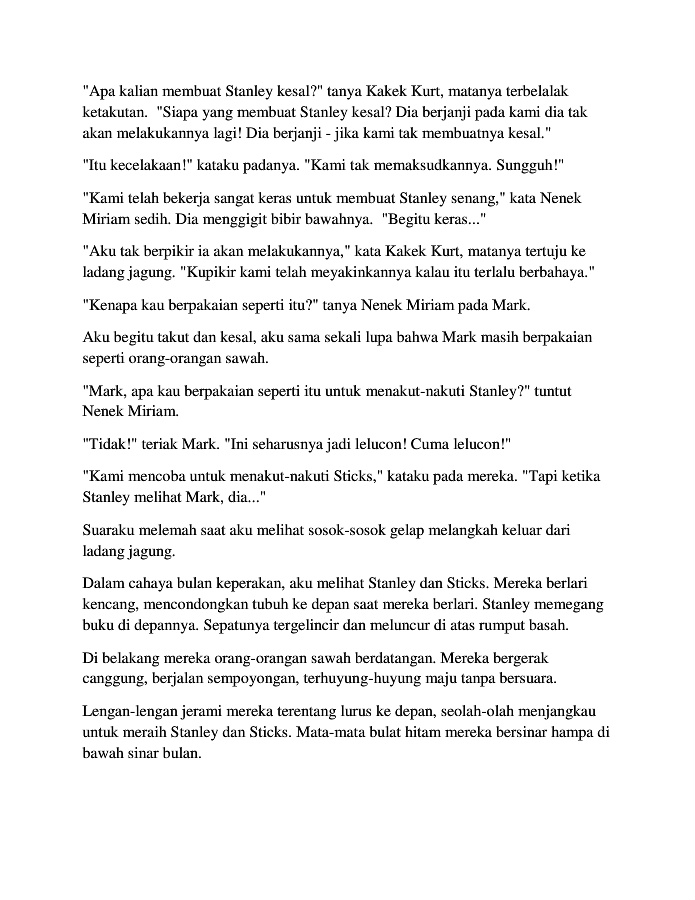 "Apa kalian membuat Stanley kesal?" tanya Kakek Kurt, matanya terbelalak
ketakutan.  "Siapa yang membuat Stanley kesal? Dia berjanji pada kami dia tak
akan melakukannya lagi! Dia berjanji - jika kami tak membuatnya kesal."
"Itu kecelakaan!" kataku padanya. "Kami tak memaksudkannya. Sungguh!"
"Kami telah bekerja sangat keras untuk membuat Stanley senang," kata Nenek
Miriam sedih. Dia menggigit bibir bawahnya.  "Begitu keras..."
"Aku tak berpikir ia akan melakukannya," kata Kakek Kurt, matanya tertuju ke
ladang jagung. "Kupikir kami telah meyakinkannya kalau itu terlalu berbahaya."
"Kenapa kau berpakaian seperti itu?" tanya Nenek Miriam pada Mark.
Aku begitu takut dan kesal, aku sama sekali lupa bahwa Mark masih berpakaian
seperti orang-orangan sawah.
"Mark, apa kau berpakaian seperti itu untuk menakut-nakuti Stanley?" tuntut
Nenek Miriam.
"Tidak!" teriak Mark. "Ini seharusnya jadi lelucon! Cuma lelucon!"
"Kami mencoba untuk menakut-nakuti Sticks," kataku pada mereka. "Tapi ketika
Stanley melihat Mark, dia..."
Suaraku melemah saat aku melihat sosok-sosok gelap melangkah keluar dari
ladang jagung.
Dalam cahaya bulan keperakan, aku melihat Stanley dan Sticks. Mereka berlari
kencang, mencondongkan tubuh ke depan saat mereka berlari. Stanley memegang
buku di depannya. Sepatunya tergelincir dan meluncur di atas rumput basah.
Di belakang mereka orang-orangan sawah berdatangan. Mereka bergerak
canggung, berjalan sempoyongan, terhuyung-huyung maju tanpa bersuara.
Lengan-lengan jerami mereka terentang lurus ke depan, seolah-olah menjangkau
untuk meraih Stanley dan Sticks. Mata-mata bulat hitam mereka bersinar hampa di
bawah sinar bulan.